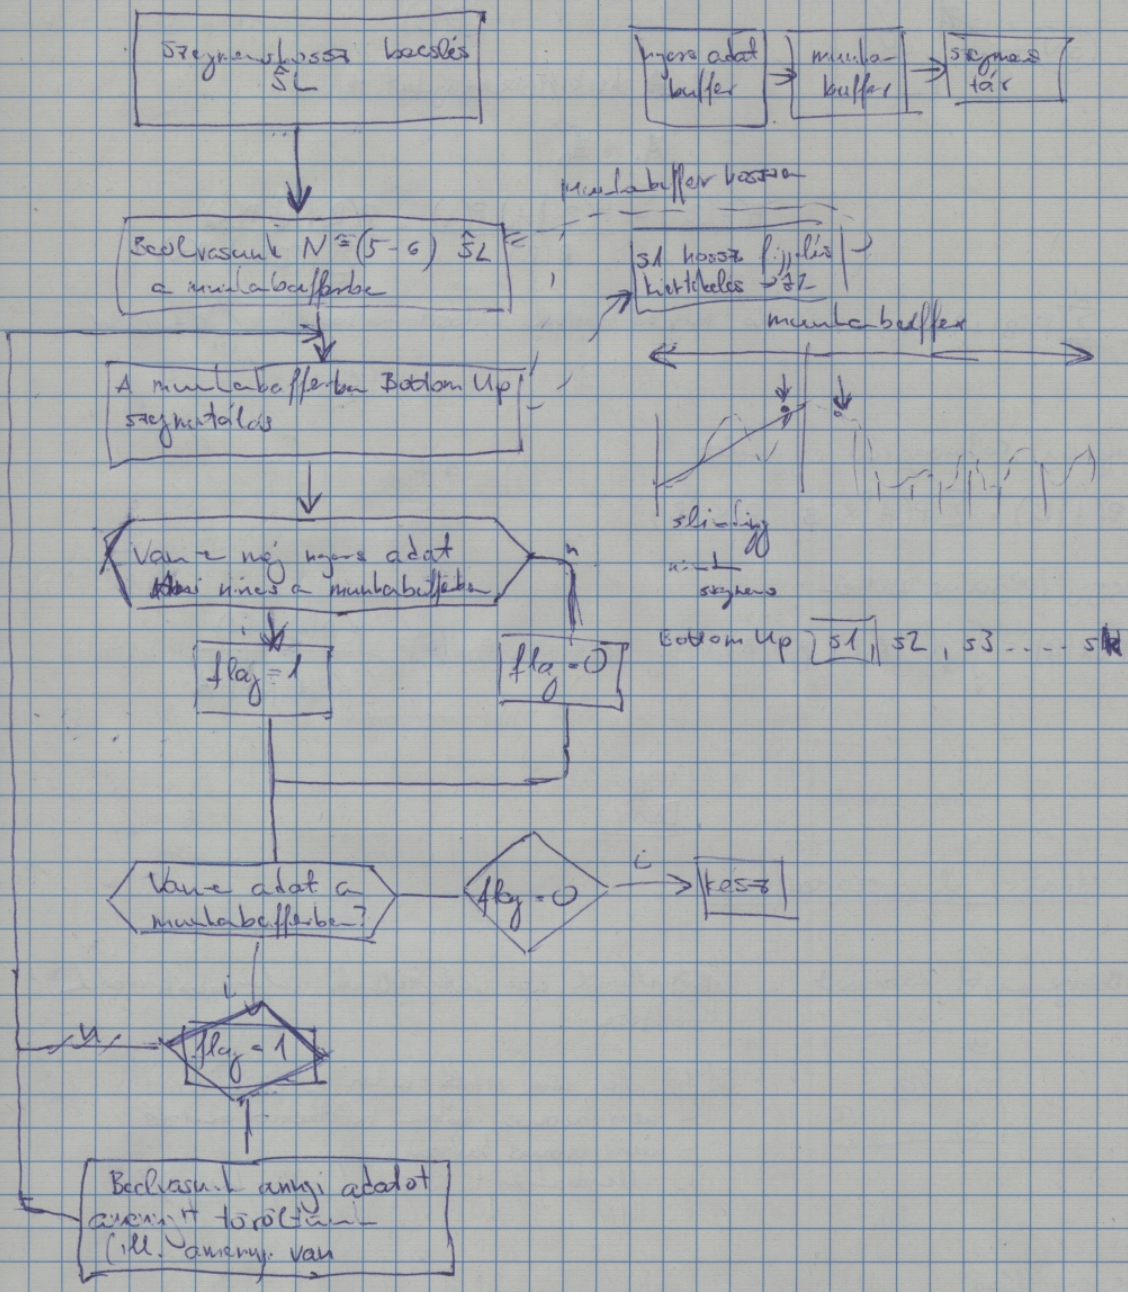 szegmenshossz becslés
ŜL
nyers adat
buffer
munka-
buffer
szegmens
tár
Munkabuffer hossza
Beolvasunk N ≅ (5-6) ŜL
a munkabufferbe
s1 hossz figyelés
kiértékelés → ŜL
munkabuffer
A munkabufferben Bottom Up
szegmentálás
sliding
wind
szegmens
Van-e még nyers adat
Ami nincs a munkabufferben
n
i
flag = 1
flag = 0
Bottom Up s1, s2, s3 ..... sk
Van-e adat a
munkabufferben?
flag = 0
i
kész
i
n
flag = 1
Beolvasunk annyi adatot
amennyit töröltünk
(ill. amennyi van